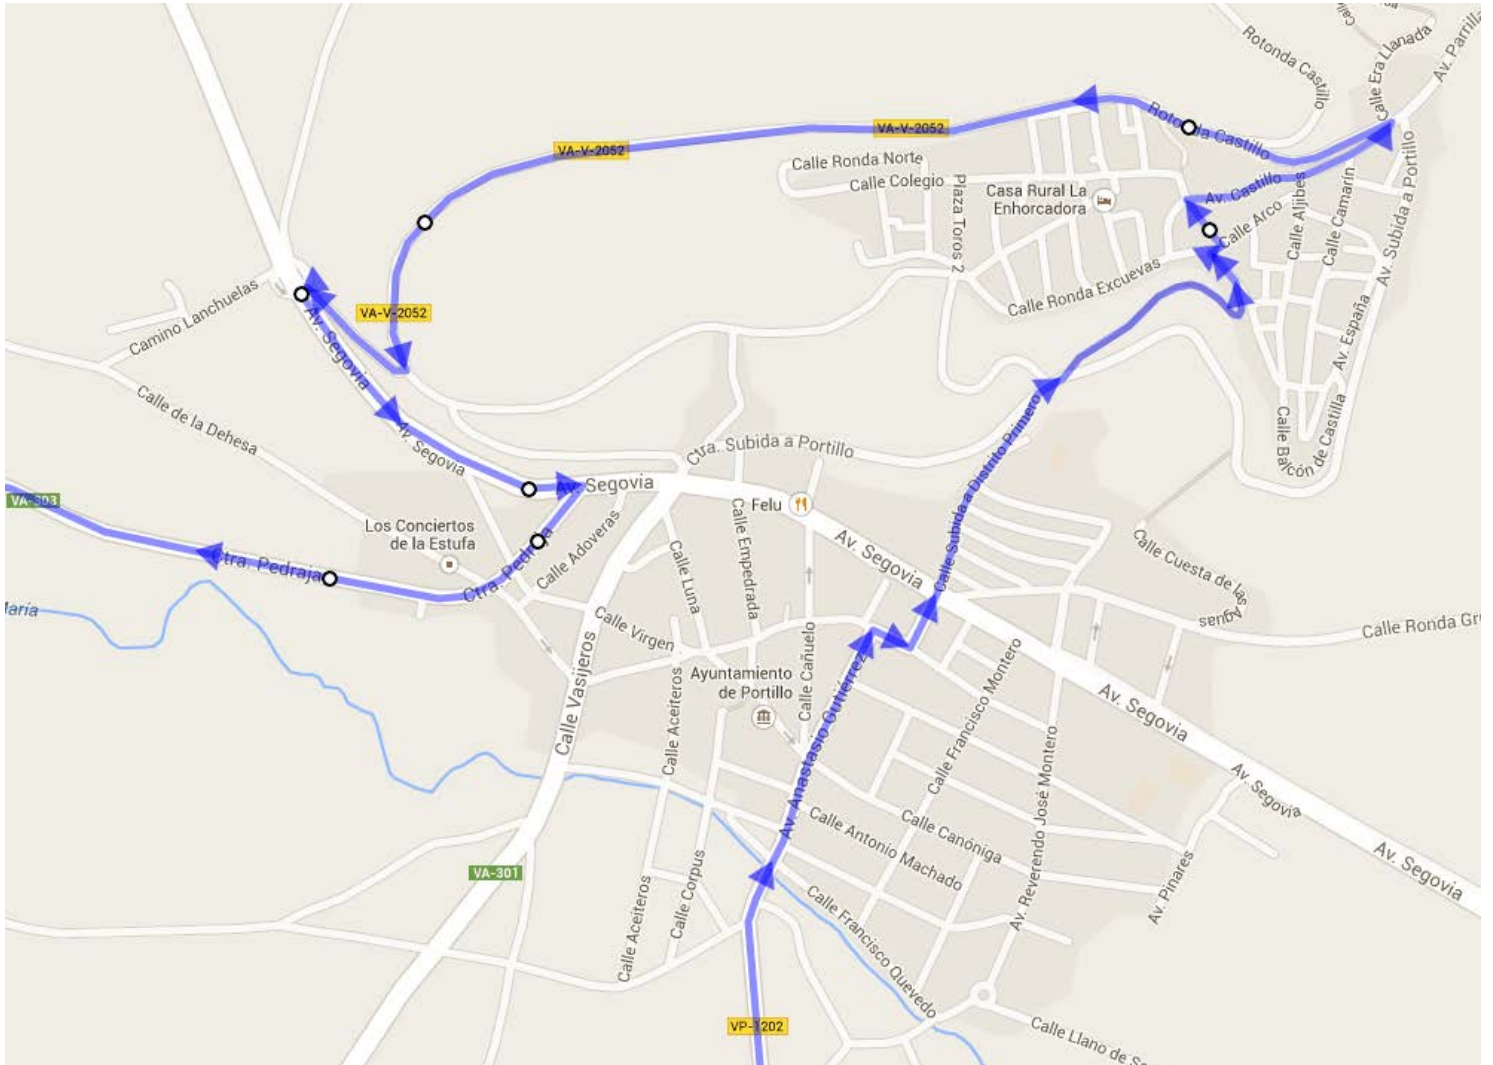 Rotonda Castillo
Calle Era Llanada
Av. Parrilla
VA-V-2052
VA-V-2052
Rotonda Castillo
Calle Ronda Norte
Calle Colegio
Plaza Toros 2
Casa Rural La
Enhorcadora
Av. Castillo
Calle Arco
Calle Aljibes
Calle Camarín
Av. Subida a Portillo
Calle Ronda Excuevas
Camino Lanchuelas
VA-V-2052
Av. Segovia
Av. España
Calle de la Dehesa
Av. Segovia
Ctra. Subida a Portillo
Calle Subida a Distrito Primero
Calle Balcón de Castilla
VA-303
Av. Segovia
Felu
Los Conciertos
de la Estufa
Calle Adoveras
Calle Empedrada
Av. Segovia
Calle Cuesta de las Aguas
Ctra. Pedraja
Ctra. Pedraja
Calle Luna
Calle Virgen
Calle Ronda
Calle Vasijeros
Ayuntamiento
de Portillo
Calle Cañuelo
Av. Anastasio Gutiérrez
Calle Francisco Montero
Av. Segovia
Calle Aceiteros
Av. Reverendo José Montero
Av. Segovia
Calle Antonio Machado
Calle Canóniga
Av. Segovia
VA-301
Av. Pinares
Calle Aceiteros
Calle Corpus
Calle Francisco Quevedo
VP-1202
Calle Llano de